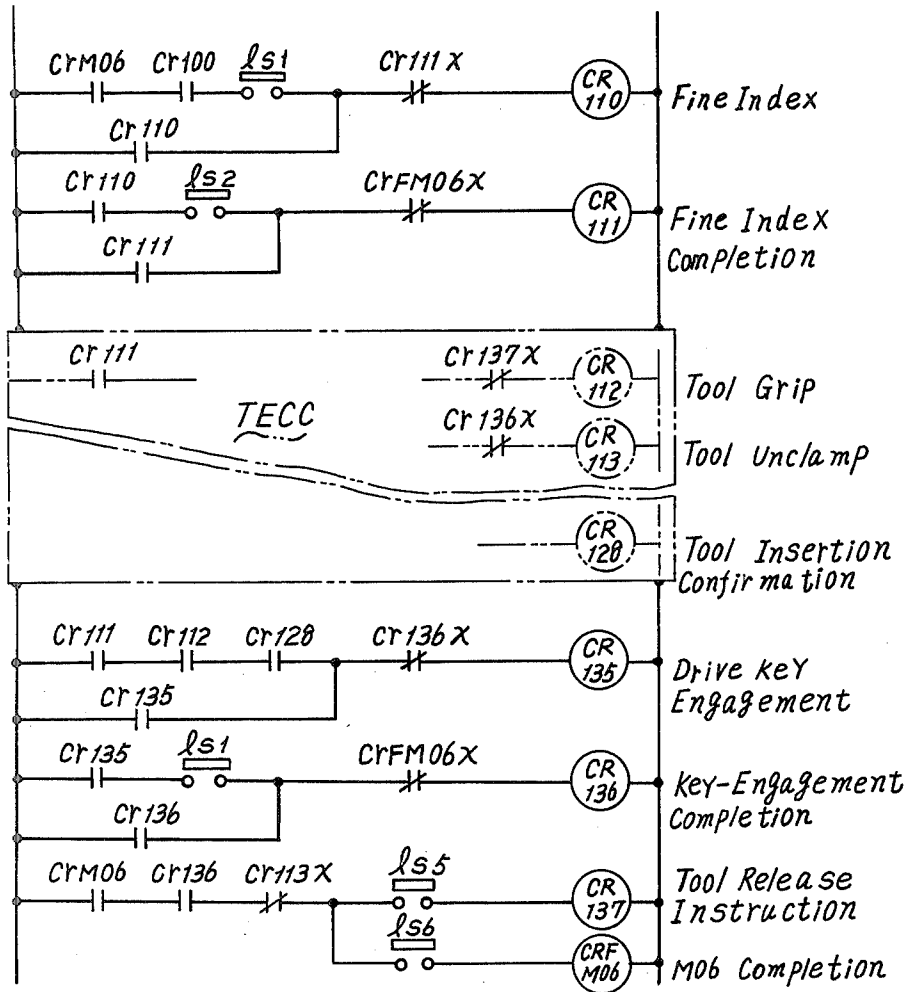 CrM06 Cr100 ls1 Cr111X CR 110 Fine Index
Cr110
Cr110 ls2 CrFM06X CR 111 Fine Index Completion
Cr111
Cr111 Cr137X CR 112 Tool Grip
TECC Cr136X CR 113 Tool Unclamp
CR 128 Tool Insertion Confirmation
Cr111 Cr112 Cr128 Cr136X CR 135 Drive Key Engagement
Cr135
Cr135 ls1 CrFM06X CR 136 Key-Engagement Completion
Cr136
CrM06 Cr136 Cr113X ls5 CR 137 Tool Release Instruction
ls6 CRF M06 M06 Completion